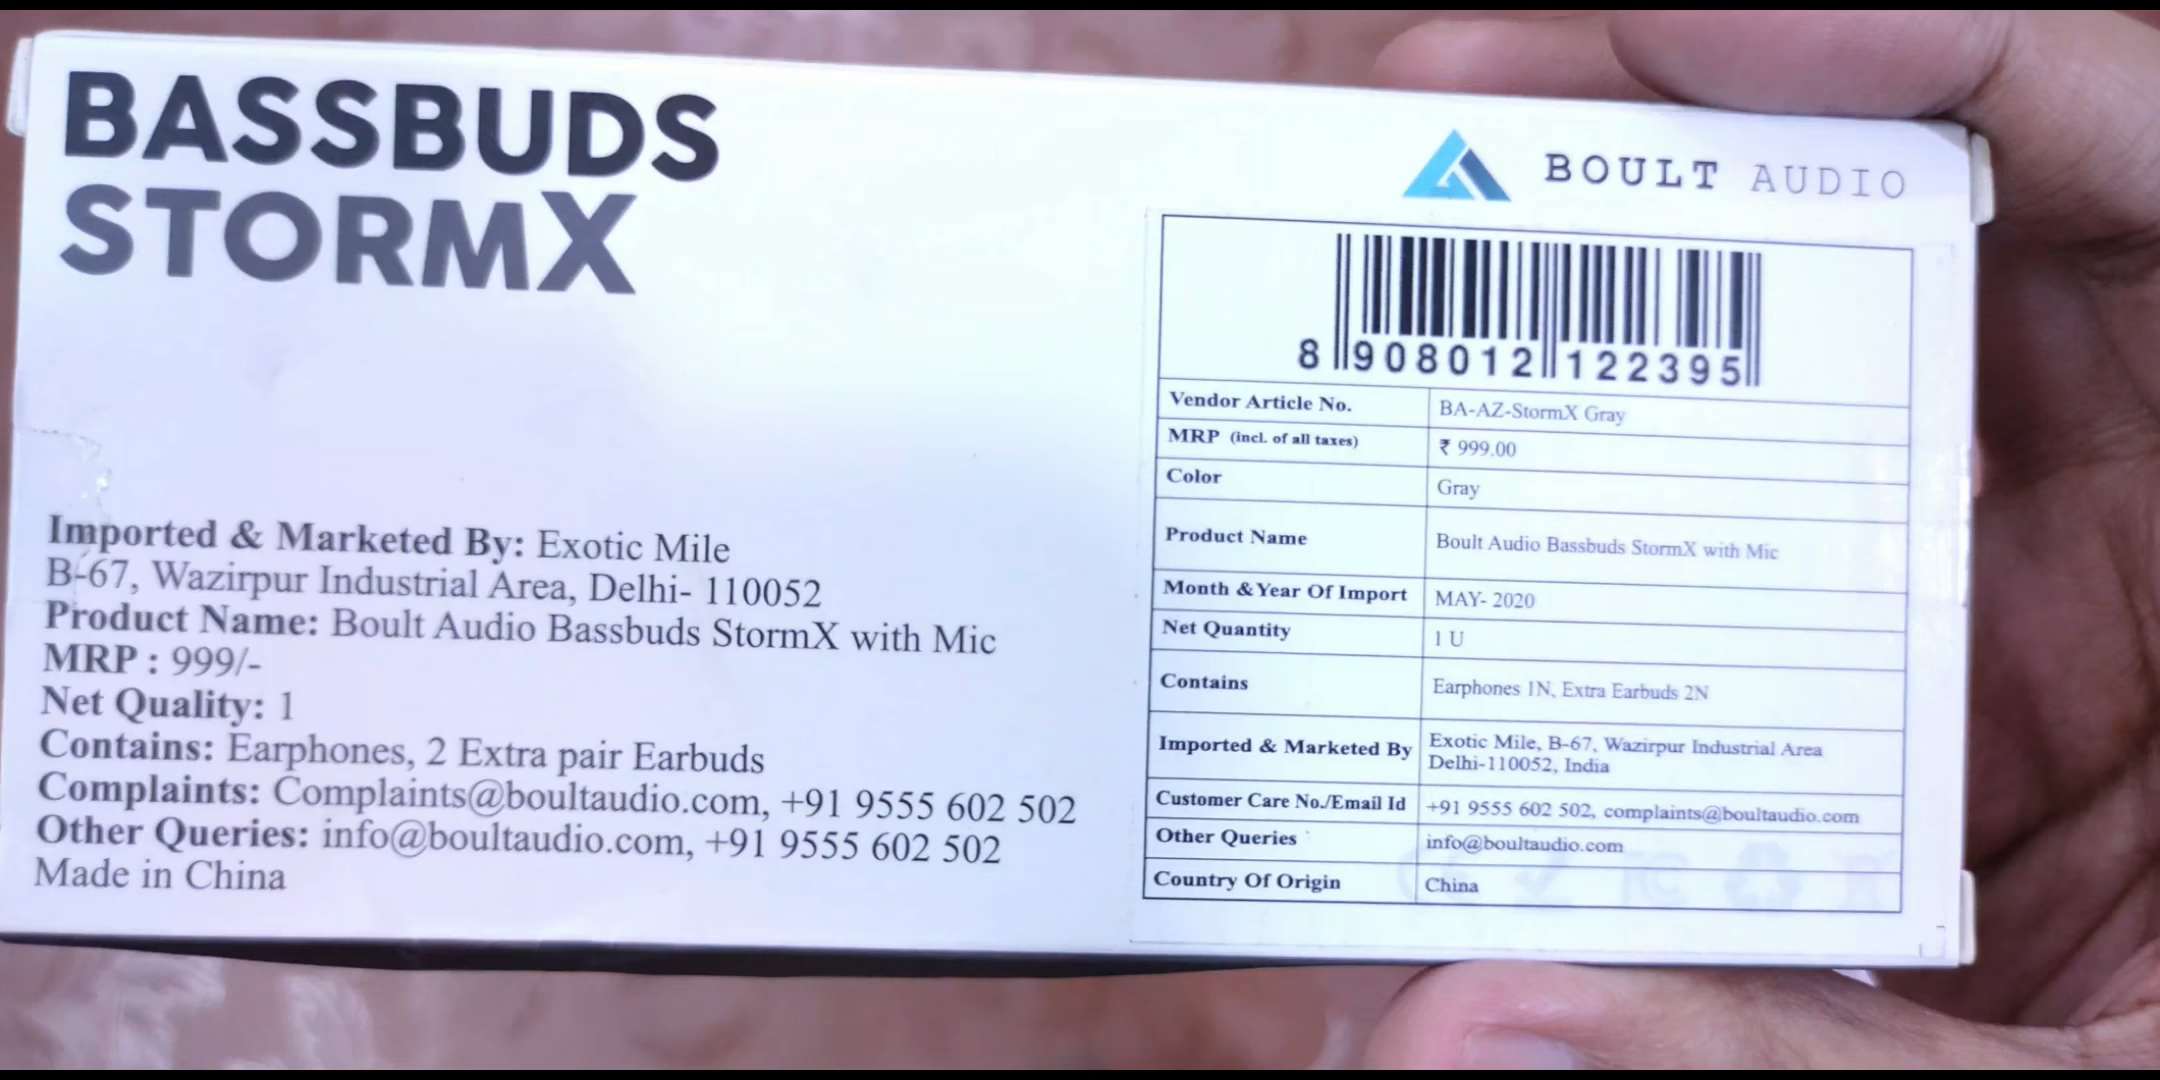 BASSBUDS
STORMX
Imported & Marketed By: Exotic Mile
B-67, Wazirpur Industrial Area, Delhi- 110052
Product Name: Boult Audio Bassbuds StormX with Mic
MRP : 999/-
Net Quality: 1
Contains: Earphones, 2 Extra pair Earbuds
Complaints: Complaints@boultaudio.com, +91 9555 602 502
Other Queries: info@boultaudio.com, +91 9555 602 502
Made in China
BOULT AUDIO
8 908012 122395
Vendor Article No. BA-AZ-StormX Gray
MRP (incl. of all taxes) ₹ 999.00
Color Gray
Product Name Boult Audio Bassbuds StormX with Mic
Month & Year Of Import MAY- 2020
Net Quantity 1 U
Contains Earphones 1N, Extra Earbuds 2N
Imported & Marketed By Exotic Mile, B-67, Wazirpur Industrial Area
Delhi-110052, India
Customer Care No./Email Id +91 9555 602 502, complaints@boultaudio.com
Other Queries info@boultaudio.com
Country Of Origin China